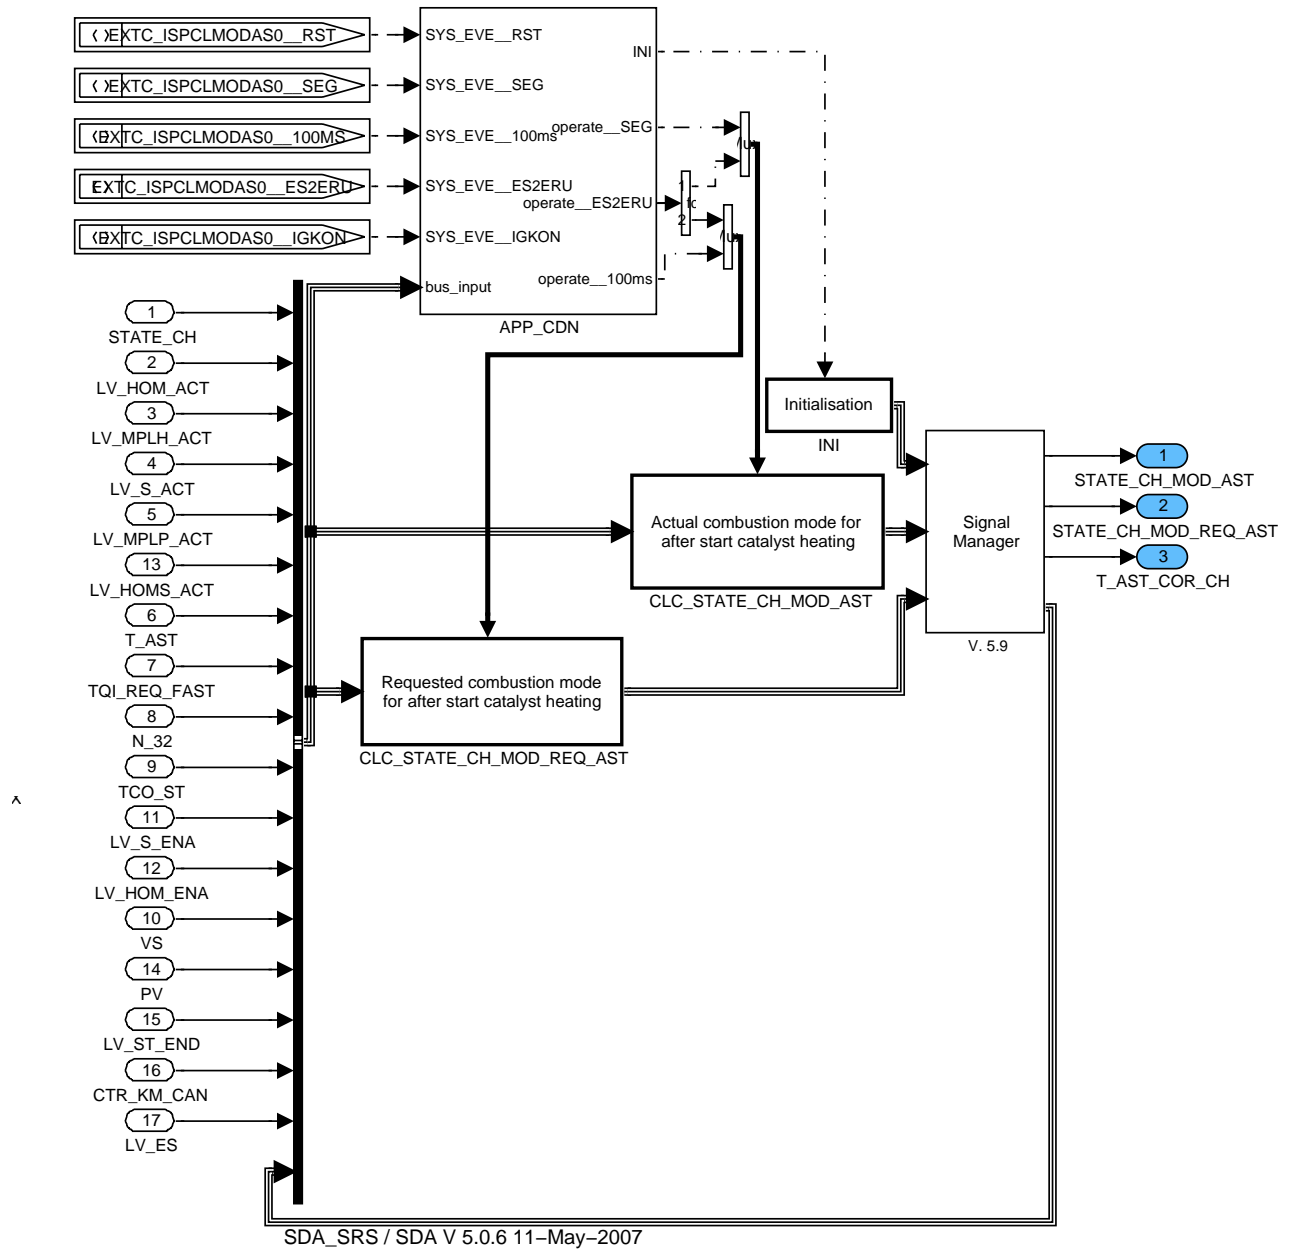 EXTC_ISPCLMODAS0__RST
EXTC_ISPCLMODAS0__SEG
EXTC_ISPCLMODAS0__100MS
EXTC_ISPCLMODAS0__ES2ERU
EXTC_ISPCLMODAS0__IGKON
SYS_EVE__RST
SYS_EVE__SEG
SYS_EVE__100ms
SYS_EVE__ES2ERU
SYS_EVE__IGKON
bus_input
INI
operate__SEG
operate__ES2ERU
operate__100ms
APP_CDN
1
2
1
STATE_CH
2
LV_HOM_ACT
3
LV_MPLH_ACT
4
LV_S_ACT
5
LV_MPLP_ACT
13
LV_HOMS_ACT
6
T_AST
7
TQI_REQ_FAST
8
N_32
9
TCO_ST
11
LV_S_ENA
12
LV_HOM_ENA
10
VS
14
PV
15
LV_ST_END
16
CTR_KM_CAN
17
LV_ES
Initialisation
INI
Actual combustion mode for
after start catalyst heating
CLC_STATE_CH_MOD_AST
Requested combustion mode
for after start catalyst heating
CLC_STATE_CH_MOD_REQ_AST
Signal
Manager
V. 5.9
1
STATE_CH_MOD_AST
2
STATE_CH_MOD_REQ_AST
3
T_AST_COR_CH
SDA_SRS / SDA V 5.0.6 11−May−2007